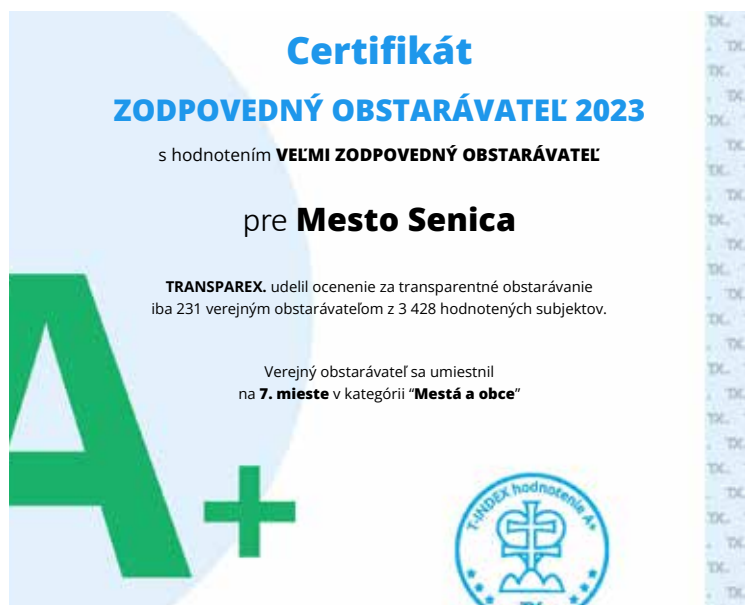 Certifikát
ZODPOVEDNÝ OBSTARÁVATEĽ 2023
s hodnotením VEĽMI ZODPOVEDNÝ OBSTARÁVATEĽ
pre Mesto Senica
TRANSPAREX. udelil ocenenie za transparentné obstarávanie
iba 231 verejným obstarávateľom z 3 428 hodnotených subjektov.
Verejný obstarávateľ sa umiestnil
na 7. mieste v kategórii “Mestá a obce”
A+
T-INDEX hodnotenie A+